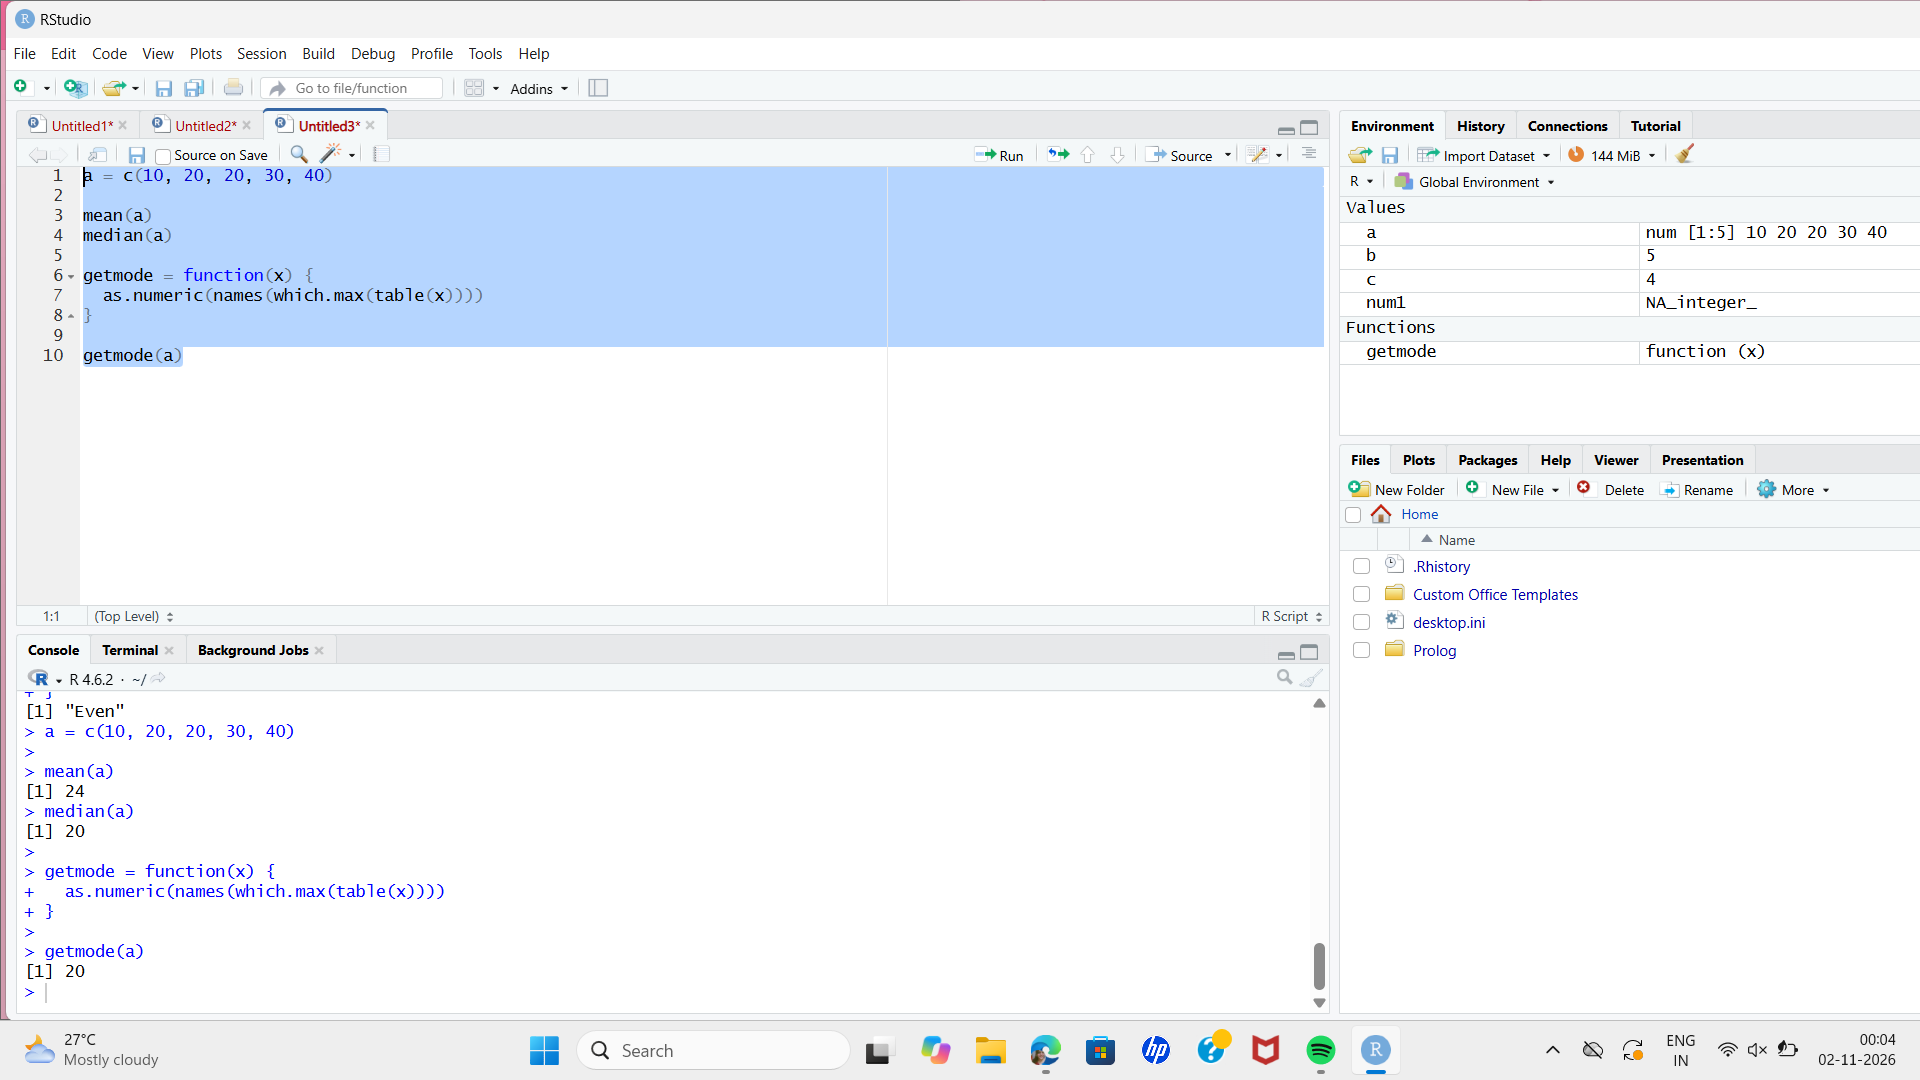 RStudio
File Edit Code View Plots Session Build Debug Profile Tools Help
Go to file/function Addins
Untitled1* Untitled2* Untitled3*
Source on Save Run Source
1 a = c(10, 20, 20, 30, 40)
2
3 mean(a)
4 median(a)
5
6 getmode = function(x) {
7 as.numeric(names(which.max(table(x))))
8 }
9
10 getmode(a)
1:1 (Top Level) R Script
Console Terminal Background Jobs
R 4.6.2 · ~/
+ }
[1] "Even"
> a = c(10, 20, 20, 30, 40)
>
> mean(a)
[1] 24
> median(a)
[1] 20
>
> getmode = function(x) {
+ as.numeric(names(which.max(table(x))))
+ }
>
> getmode(a)
[1] 20
>
Environment History Connections Tutorial
Import Dataset 144 MiB
R Global Environment
Values
a num [1:5] 10 20 20 30 40
b 5
c 4
num1 NA_integer_
Functions
getmode function (x)
Files Plots Packages Help Viewer Presentation
New Folder New File Delete Rename More
Home
Name
.Rhistory
Custom Office Templates
desktop.ini
Prolog
27°C
Mostly cloudy
Search
hp
ENG
IN
00:04
02-11-2026